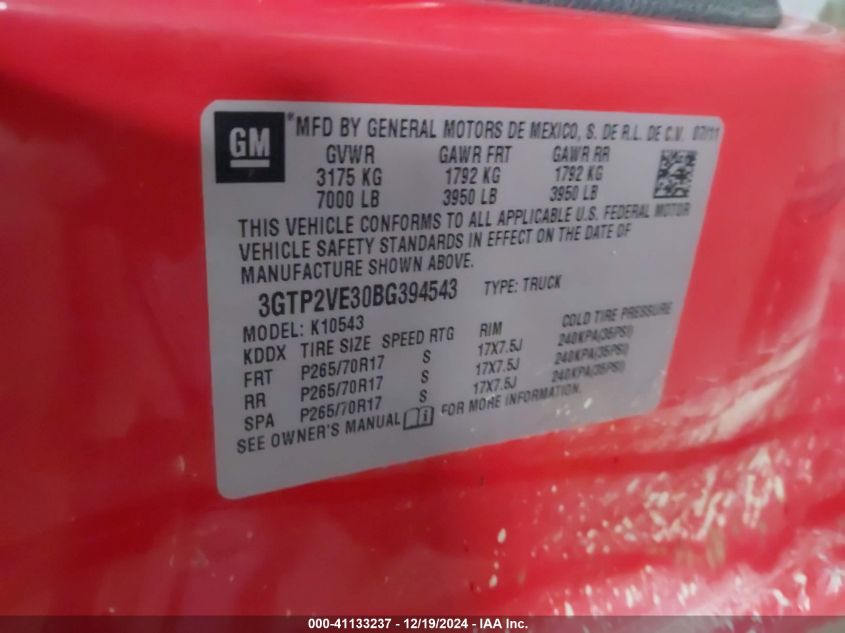 GM
*MFD BY GENERAL MOTORS DE MEXICO, S. DE R.L. DE C.V. 07/11
GVWR GAWR FRT GAWR RR
3175 KG 1792 KG 1792 KG
7000 LB 3950 LB 3950 LB
THIS VEHICLE CONFORMS TO ALL APPLICABLE U.S. FEDERAL MOTOR
VEHICLE SAFETY STANDARDS IN EFFECT ON THE DATE OF
MANUFACTURE SHOWN ABOVE.
3GTP2VE30BG394543 TYPE: TRUCK
MODEL: K10543
KDDX TIRE SIZE SPEED RTG RIM COLD TIRE PRESSURE
FRT P265/70R17 S 17X7.5J 240KPA(35PSI)
RR P265/70R17 S 17X7.5J 240KPA(35PSI)
SPA P265/70R17 S 17X7.5J 240KPA(35PSI)
SEE OWNER'S MANUAL FOR MORE INFORMATION.
000-41133237 - 12/19/2024 - IAA Inc.